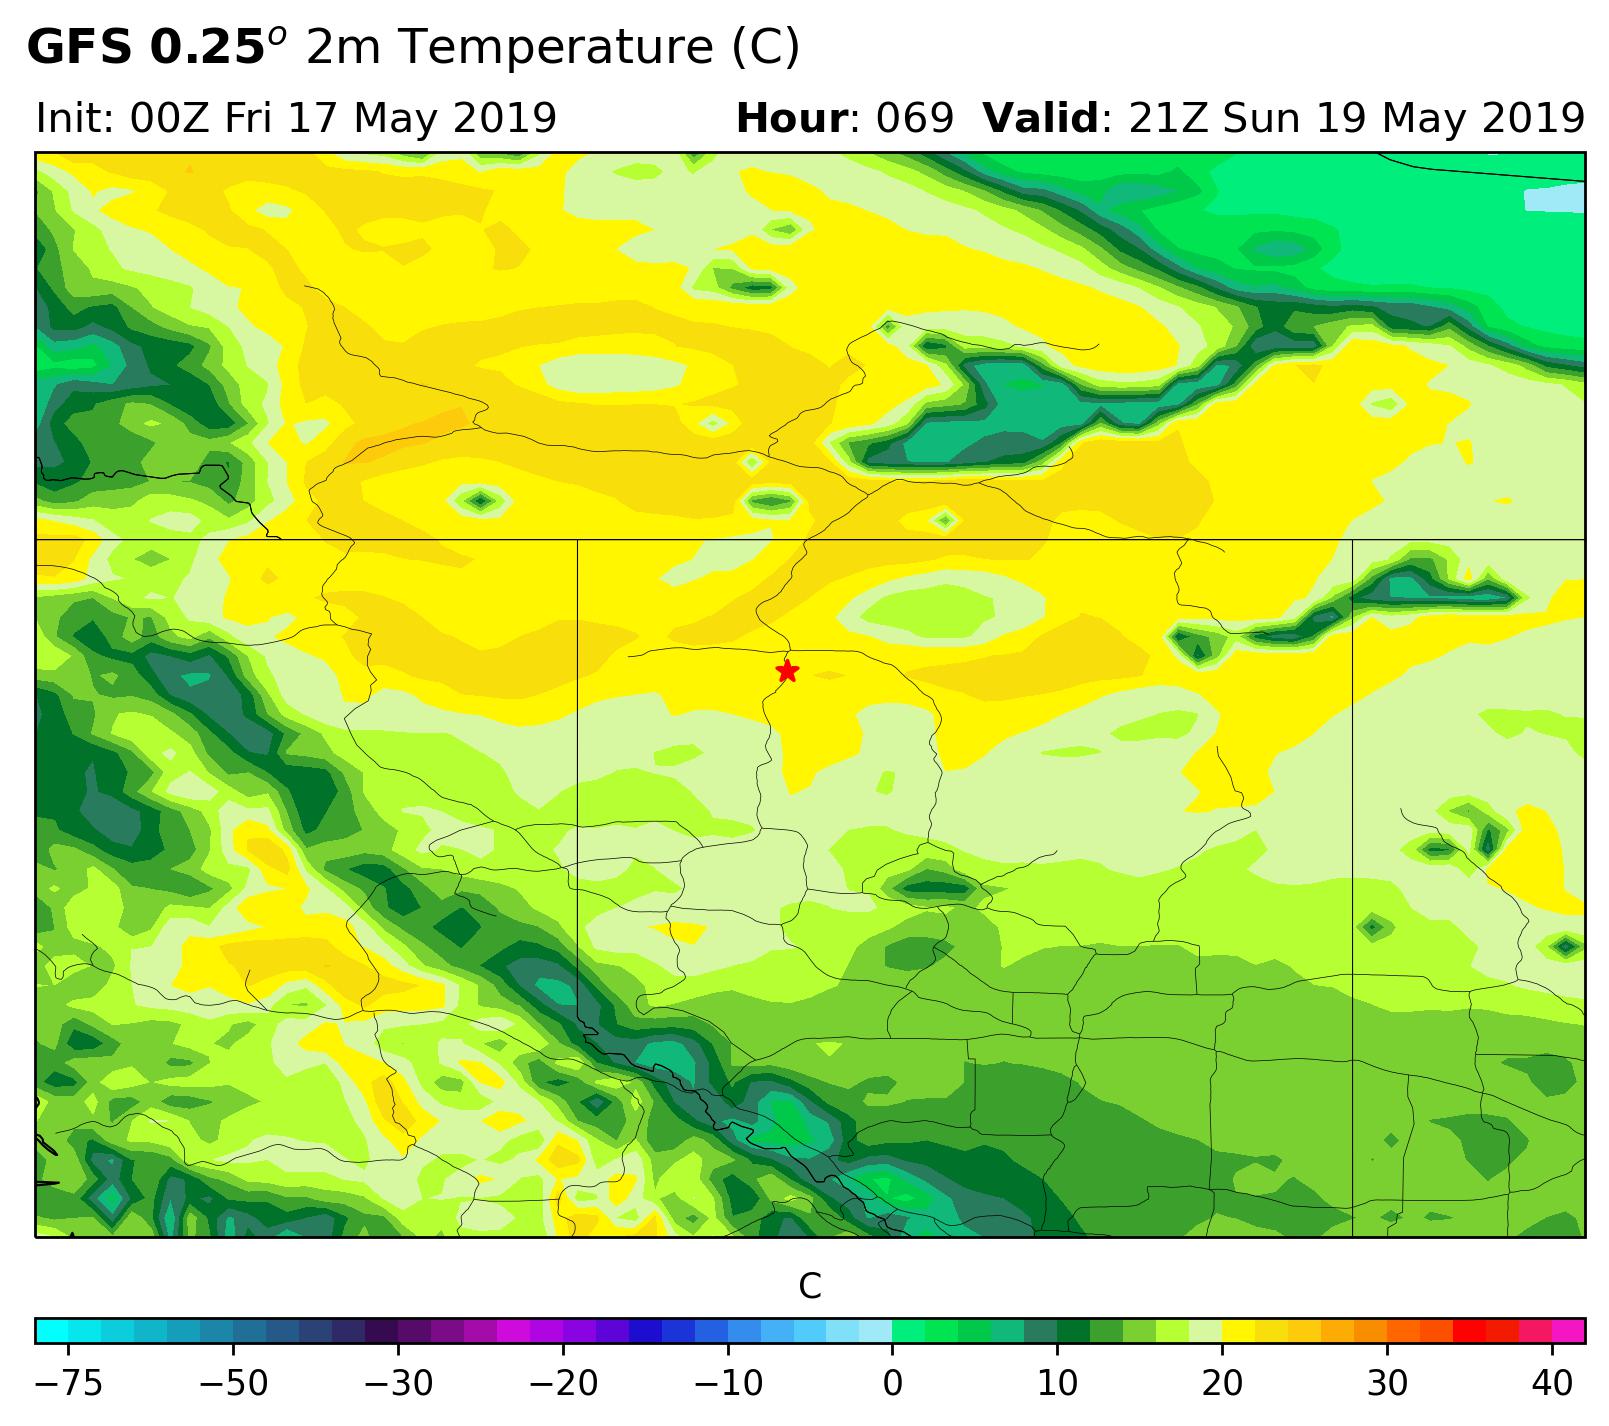 GFS 0.25° 2m Temperature (C)
Init: 00Z Fri 17 May 2019 Hour: 069 Valid: 21Z Sun 19 May 2019
C
−75 −50 −30 −20 −10 0 10 20 30 40